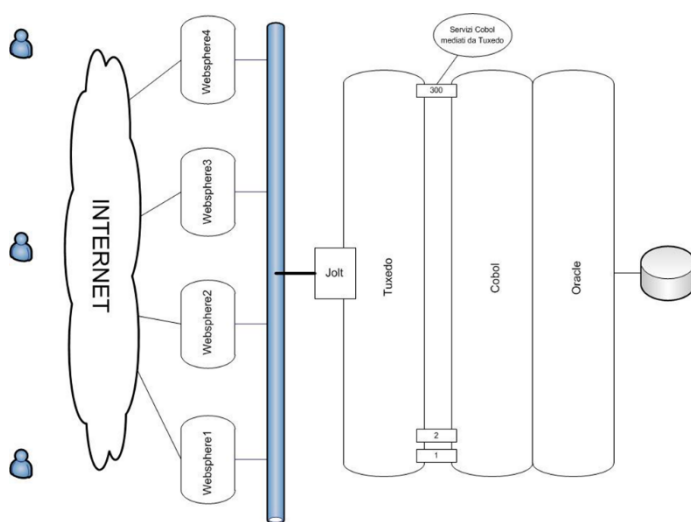 Servizi Cobol
mediati da Tuxedo
300
Websphere4
Websphere3
INTERNET
Websphere2
Websphere1
Jolt
Tuxedo
Cobol
Oracle
2
1